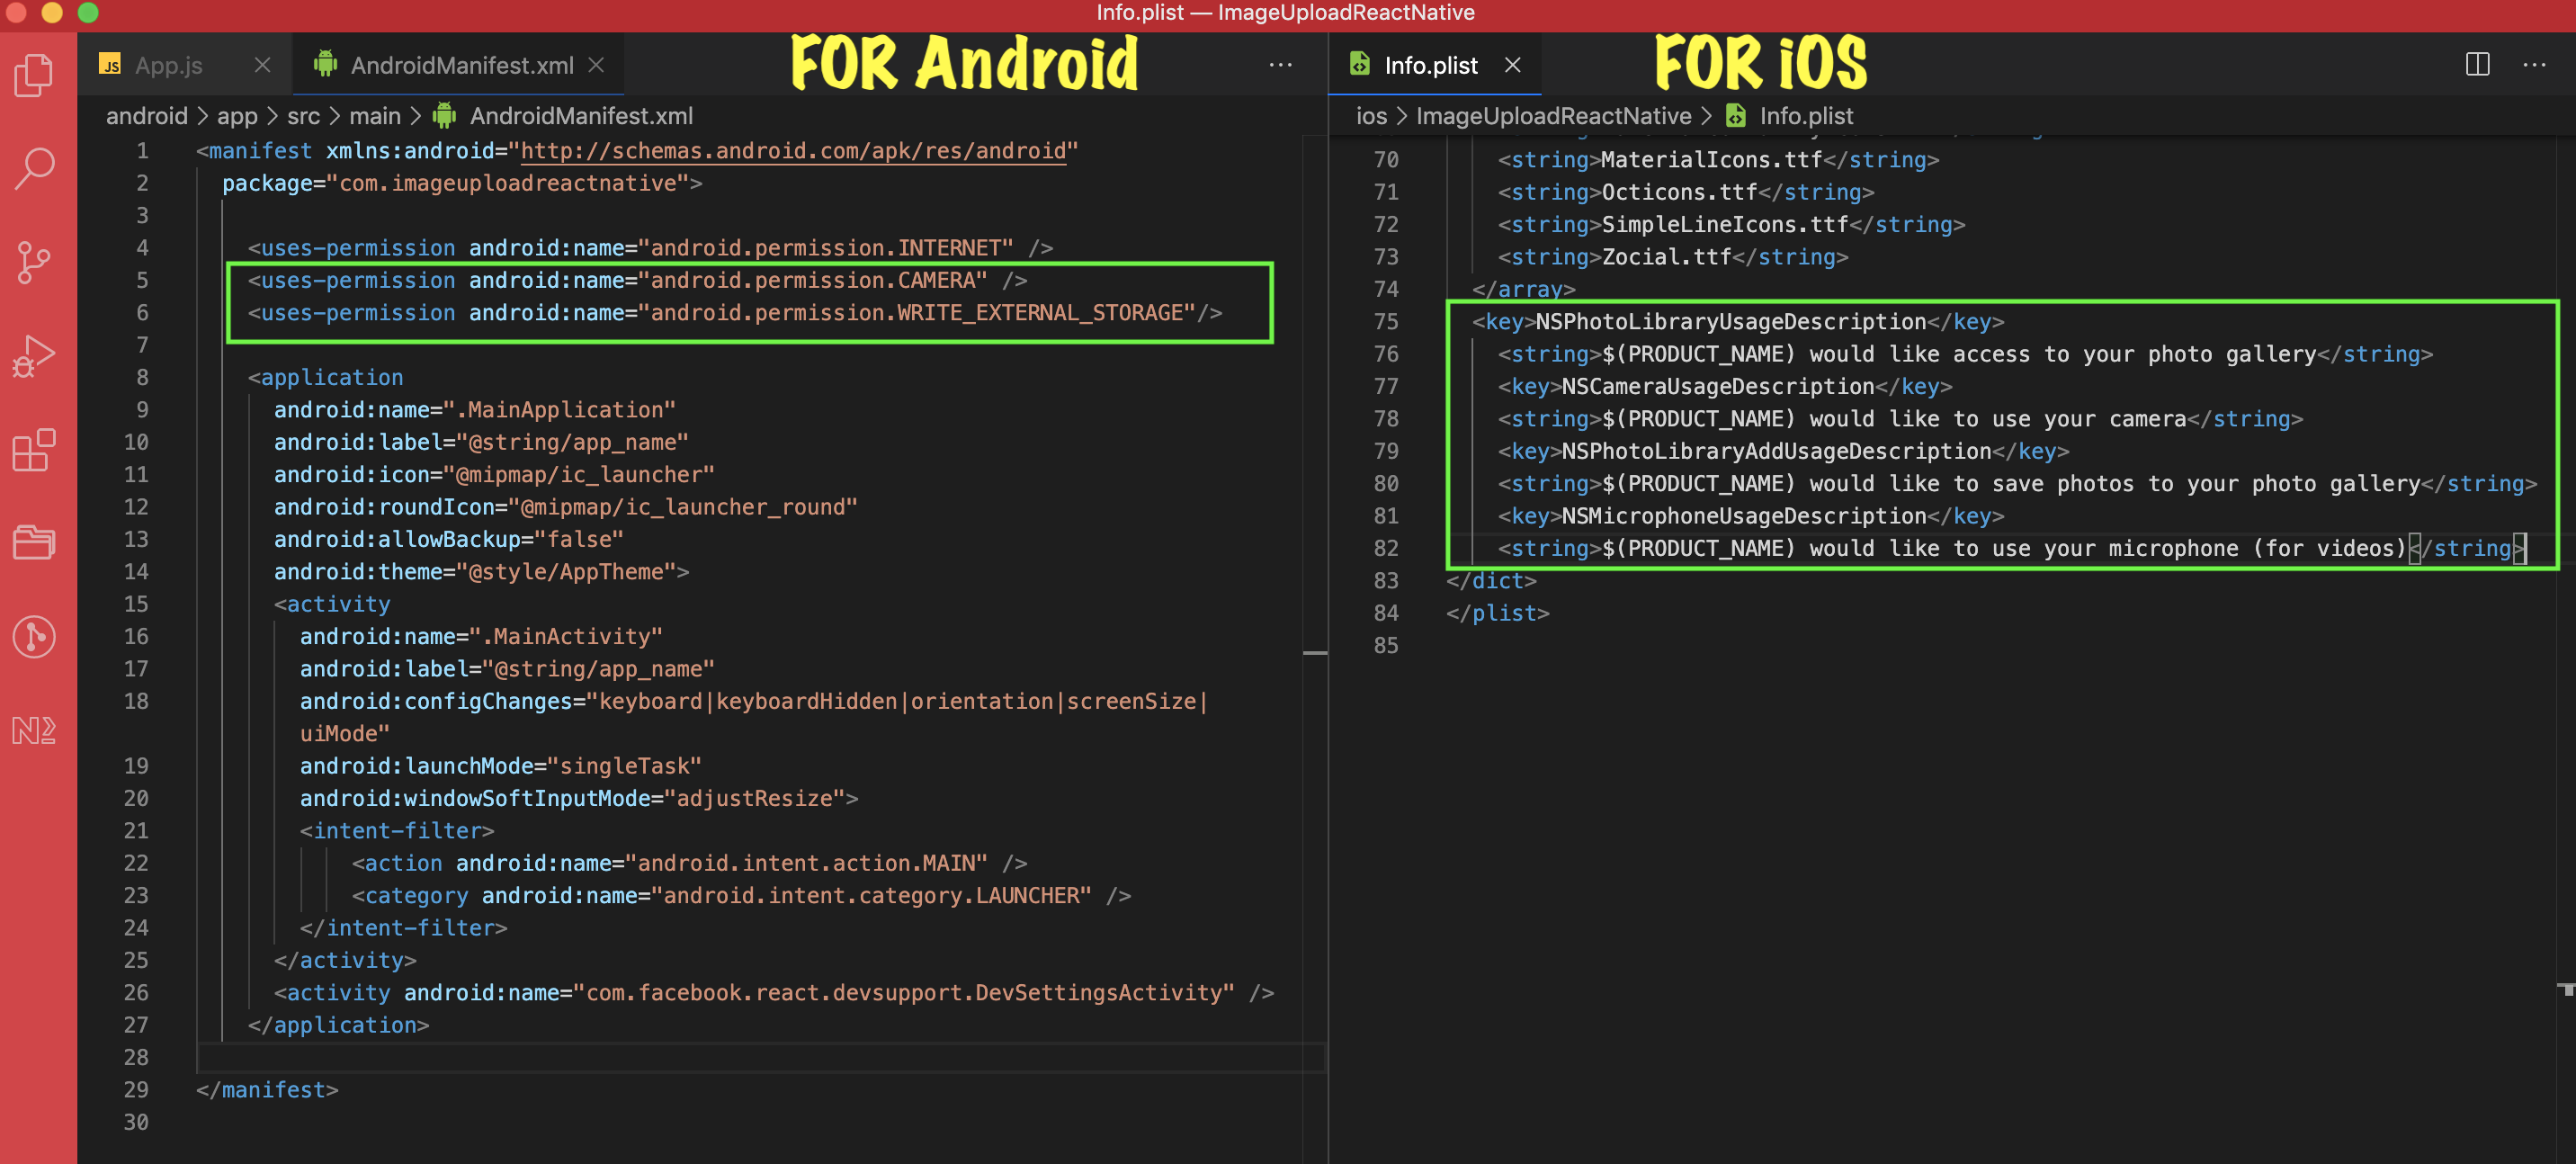 Info.plist — ImageUploadReactNative
JS App.js
AndroidManifest.xml
FOR Android
Info.plist
FOR iOS
android > app > src > main > AndroidManifest.xml
1 <manifest xmlns:android="http://schemas.android.com/apk/res/android"
2 package="com.imageuploadreactnative">
3
4 <uses-permission android:name="android.permission.INTERNET" />
5 <uses-permission android:name="android.permission.CAMERA" />
6 <uses-permission android:name="android.permission.WRITE_EXTERNAL_STORAGE"/>
7
8 <application
9 android:name=".MainApplication"
10 android:label="@string/app_name"
11 android:icon="@mipmap/ic_launcher"
12 android:roundIcon="@mipmap/ic_launcher_round"
13 android:allowBackup="false"
14 android:theme="@style/AppTheme">
15 <activity
16 android:name=".MainActivity"
17 android:label="@string/app_name"
18 android:configChanges="keyboard|keyboardHidden|orientation|screenSize|
uiMode"
19 android:launchMode="singleTask"
20 android:windowSoftInputMode="adjustResize">
21 <intent-filter>
22 <action android:name="android.intent.action.MAIN" />
23 <category android:name="android.intent.category.LAUNCHER" />
24 </intent-filter>
25 </activity>
26 <activity android:name="com.facebook.react.devsupport.DevSettingsActivity" />
27 </application>
28
29 </manifest>
30
ios > ImageUploadReactNative > Info.plist
70 <string>MaterialIcons.ttf</string>
71 <string>Octicons.ttf</string>
72 <string>SimpleLineIcons.ttf</string>
73 <string>Zocial.ttf</string>
74 </array>
75 <key>NSPhotoLibraryUsageDescription</key>
76 <string>$(PRODUCT_NAME) would like access to your photo gallery</string>
77 <key>NSCameraUsageDescription</key>
78 <string>$(PRODUCT_NAME) would like to use your camera</string>
79 <key>NSPhotoLibraryAddUsageDescription</key>
80 <string>$(PRODUCT_NAME) would like to save photos to your photo gallery</string>
81 <key>NSMicrophoneUsageDescription</key>
82 <string>$(PRODUCT_NAME) would like to use your microphone (for videos)</string>
83 </dict>
84 </plist>
85